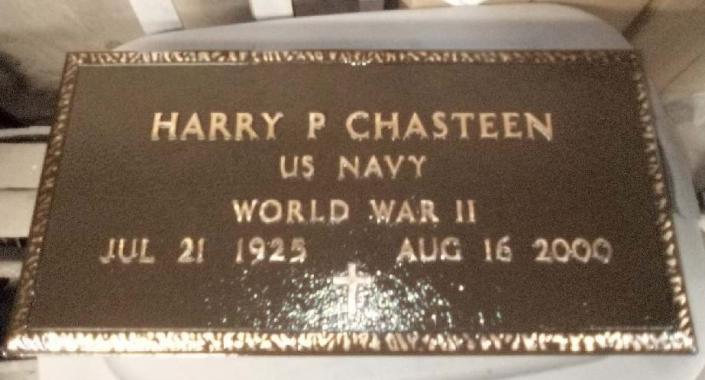 HARRY P CHASTEEN
US NAVY
WORLD WAR II
JUL 21 1925 AUG 16 2000